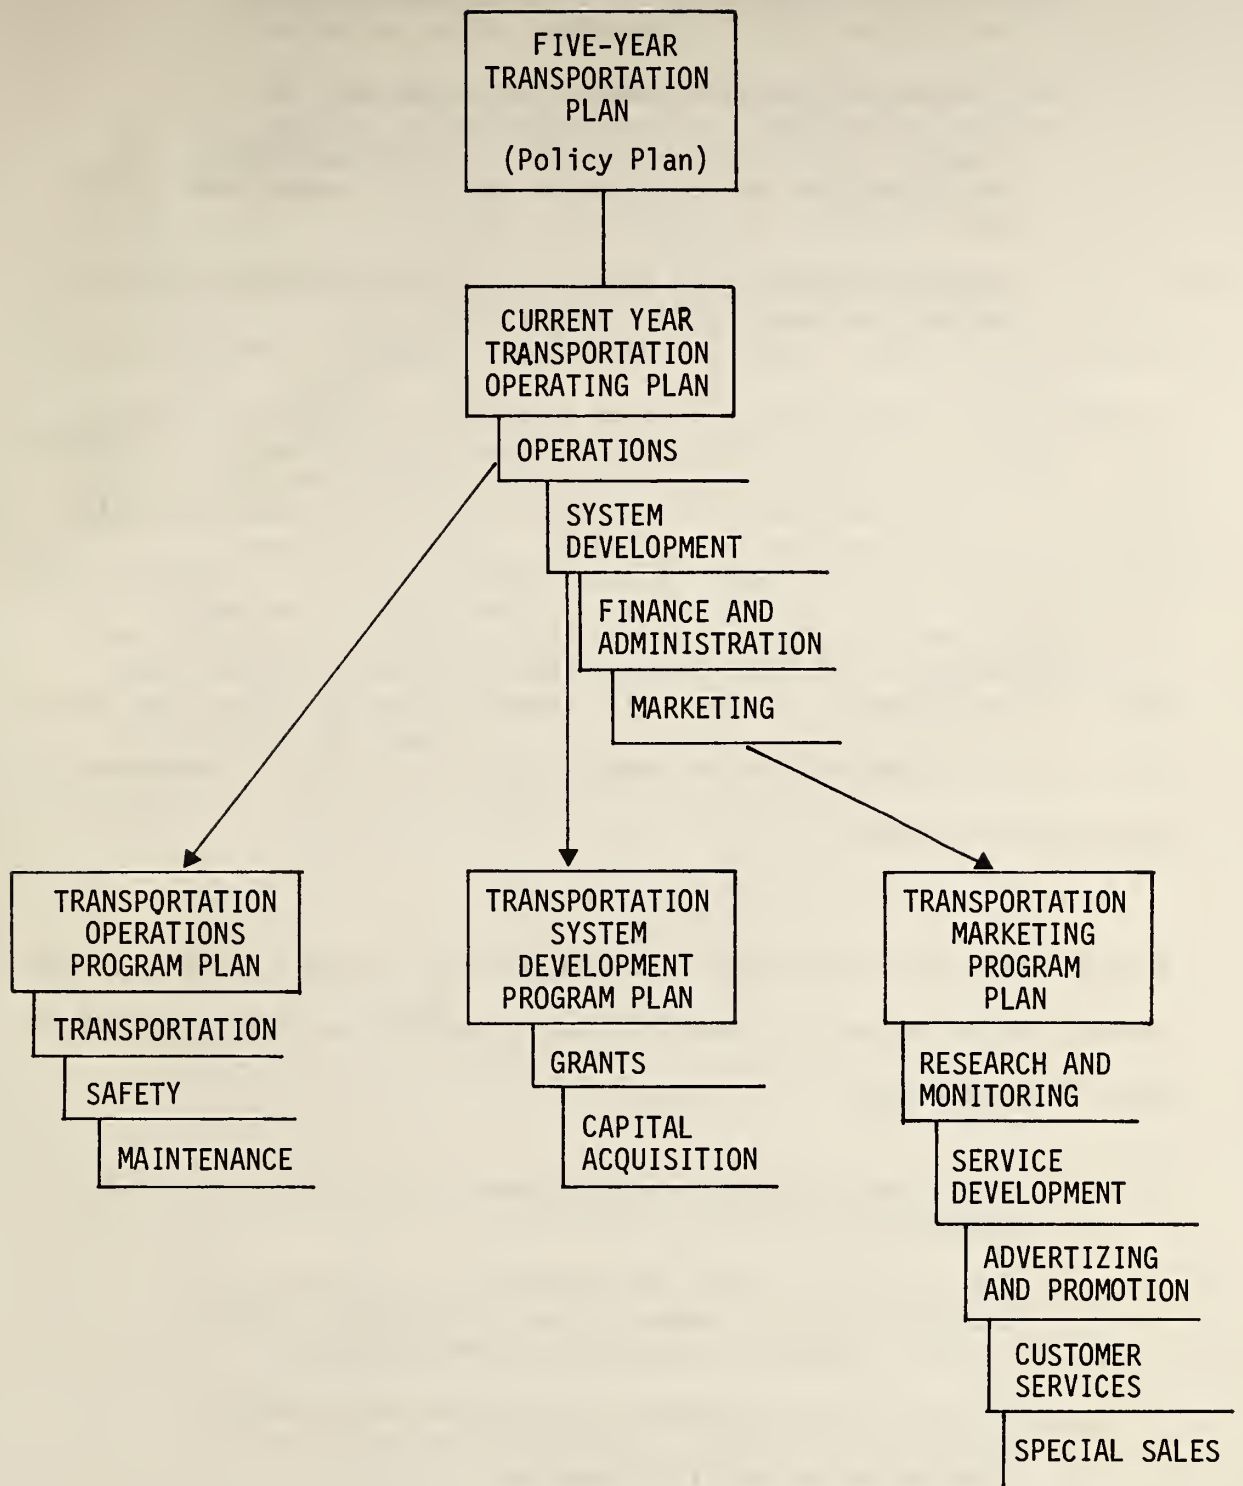 FIVE-YEAR
TRANSPORTATION
PLAN
(Policy Plan)
CURRENT YEAR
TRANSPORTATION
OPERATING PLAN
OPERATIONS
SYSTEM
DEVELOPMENT
FINANCE AND
ADMINISTRATION
MARKETING
TRANSPORTATION
OPERATIONS
PROGRAM PLAN
TRANSPORTATION
SAFETY
MAINTENANCE
TRANSPORTATION
SYSTEM
DEVELOPMENT
PROGRAM PLAN
GRANTS
CAPITAL
ACQUISITION
TRANSPORTATION
MARKETING
PROGRAM
PLAN
RESEARCH AND
MONITORING
SERVICE
DEVELOPMENT
ADVERTIZING
AND PROMOTION
CUSTOMER
SERVICES
SPECIAL SALES